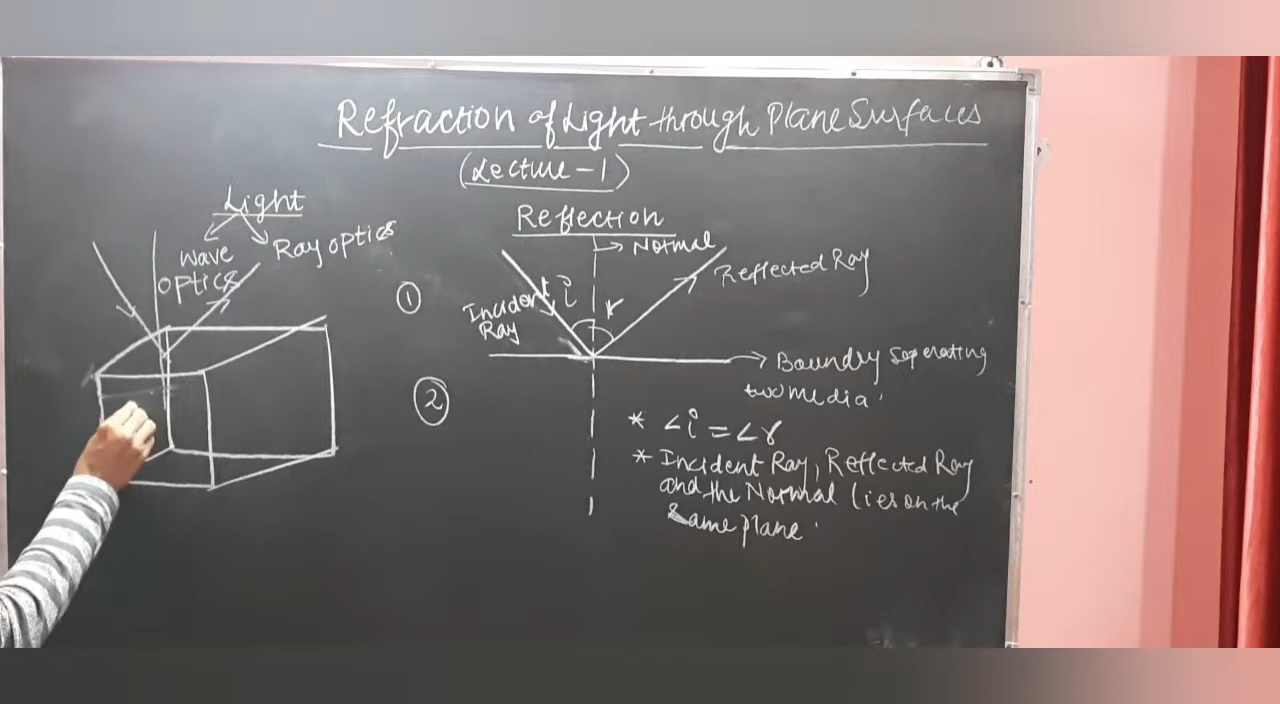 Refraction of Light through Plane Surfaces
(Lecture-1)
Light
Wave
Optics
Ray optics
Reflection
Normal
Reflected Ray
Incident
Ray
i
r
①
②
Boundry Seperating
two Media.
* ∠i = ∠r
* Incident Ray, Reflected Ray
and the Normal lies on the
Same plane.